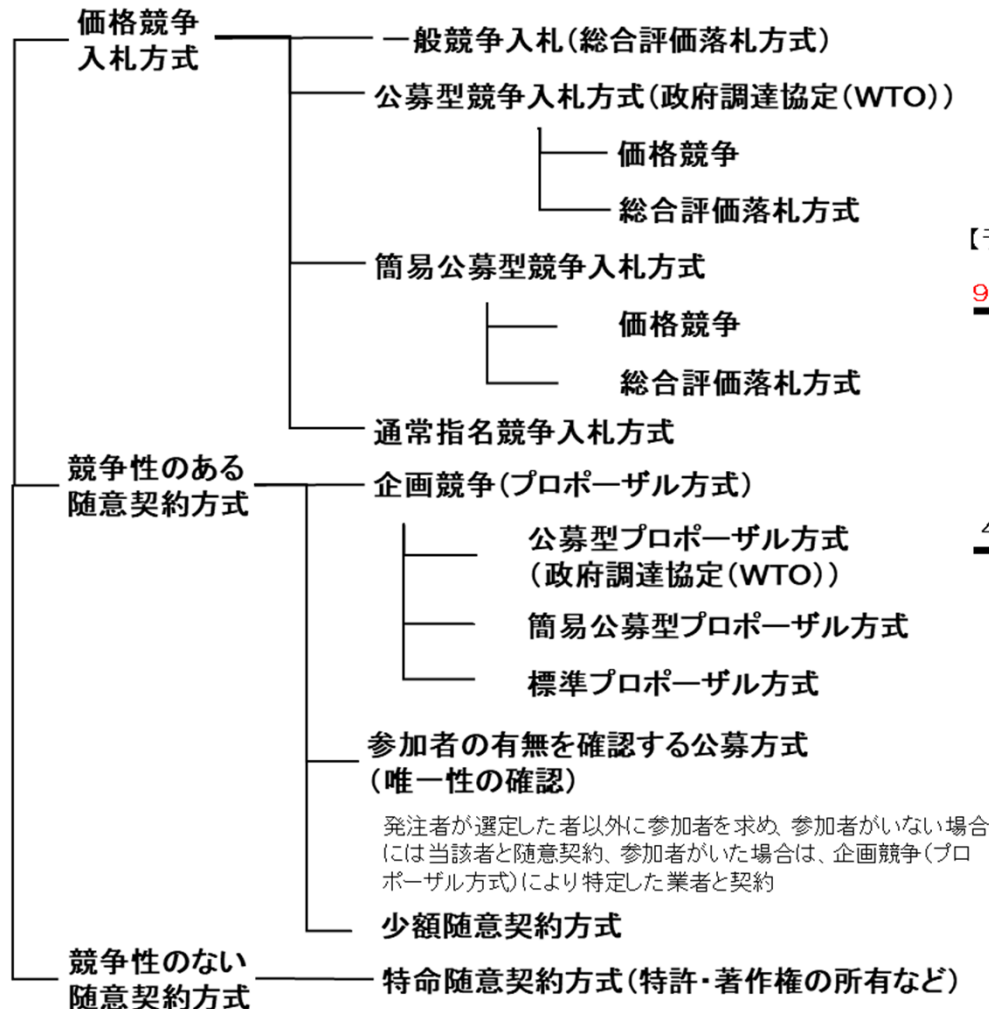 価格競争
入札方式
一般競争入札(総合評価落札方式)
公募型競争入札方式(政府調達協定(WTO))
価格競争
総合評価落札方式
簡易公募型競争入札方式
価格競争
総合評価落札方式
通常指名競争入札方式
競争性のある
随意契約方式
企画競争(プロポーザル方式)
公募型プロポーザル方式
(政府調達協定(WTO))
簡易公募型プロポーザル方式
標準プロポーザル方式
参加者の有無を確認する公募方式
(唯一性の確認)
発注者が選定した者以外に参加者を求め、参加者がいない場合
には当該者と随意契約、参加者がいた場合は、企画競争(プロ
ポーザル方式)により特定した業者と契約
少額随意契約方式
競争性のない
随意契約方式
特命随意契約方式(特許・著作権の所有など)
【
9